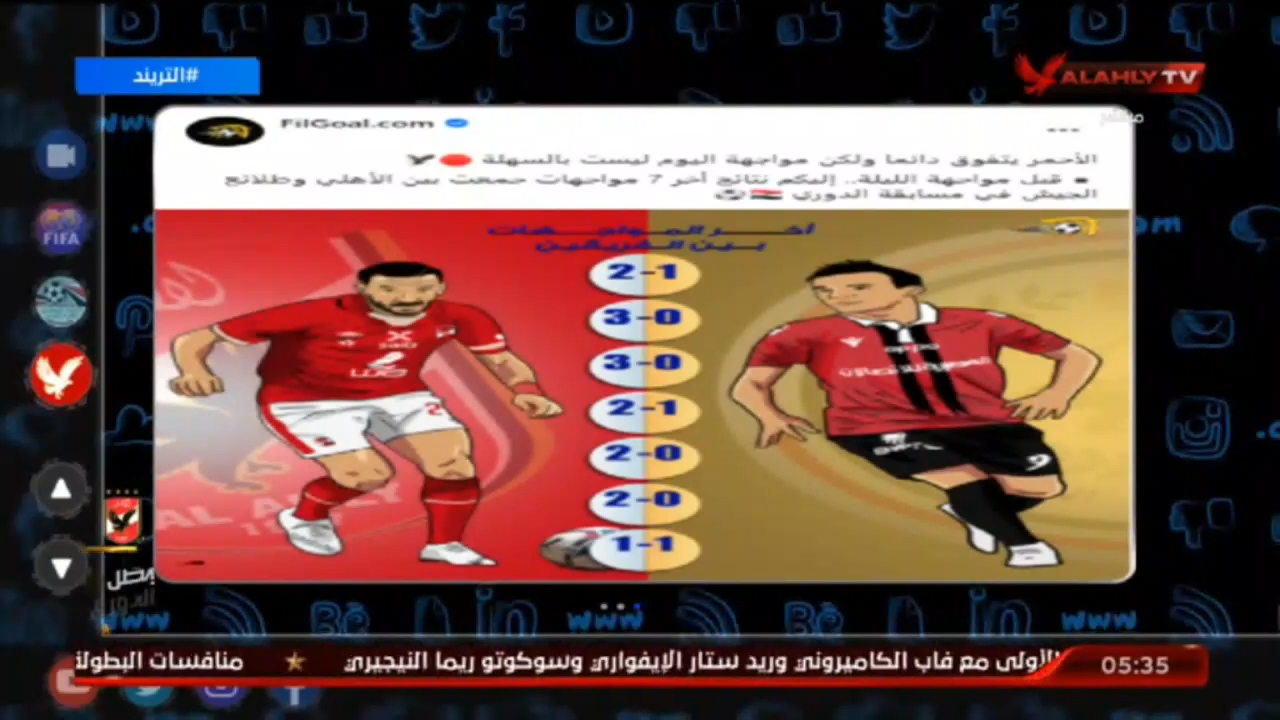 #التريند
ALAHLY TV
FilGoal.com
الأحمر يتفوق دائما ولكن مواجهة اليوم ليست بالسهلة
قبل مواجهة الليلة.. إليكم نتائج آخر 7 مواجهات جمعت بين الأهلي وطلائع
الجيش في مسابقة الدوري
آخر المواجهات
بين الفريقين
2-1
3-0
3-0
2-1
2-0
2-0
1-1
FIFA
بطل
الدوري
الأولى مع فاب الكاميروني وريد ستار الإيفواري وسوكوتو ريما النيجيري ★ منافسات البطولة
05:35